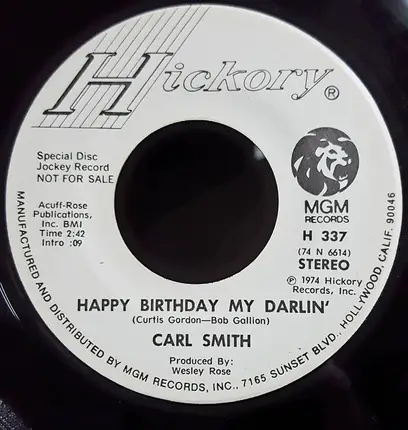 Hickory®
Special Disc
Jockey Record
NOT FOR SALE
MGM
RECORDS
Acuff-Rose
Publications,
Inc. BMI
Time 2:42
Intro :09
H 337
(74 N 6614)
STEREO
℗ 1974 Hickory
Records, Inc.
HAPPY BIRTHDAY MY DARLIN'
(Curtis Gordon—Bob Gallion)
CARL SMITH
Produced By:
Wesley Rose
MANUFACTURED AND DISTRIBUTED BY MGM RECORDS, INC., 7165 SUNSET BLVD., HOLLYWOOD, CALIF. 90046